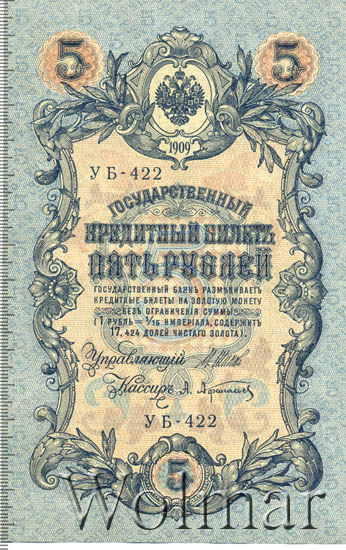 5 5
1909
УБ-422
ГОСУДАРСТВЕННЫЙ
КРЕДИТНЫЙ БИЛЕТЪ
ПЯТЬ РУБЛЕЙ
ГОСУДАРСТВЕННЫЙ БАНКЪ РАЗМѢНИВАЕТЪ
КРЕДИТНЫЕ БИЛЕТЫ НА ЗОЛОТУЮ МОНЕТУ
БЕЗЪ ОГРАНИЧЕНІЯ СУММЫ
(1 РУБЛЬ = 1/15 ИМПЕРІАЛА, СОДЕРЖИТЪ
17,424 ДОЛЕЙ ЧИСТАГО ЗОЛОТА).
Управляющій
Кассиръ А. Афанасьев
УБ-422
5
Wolmar